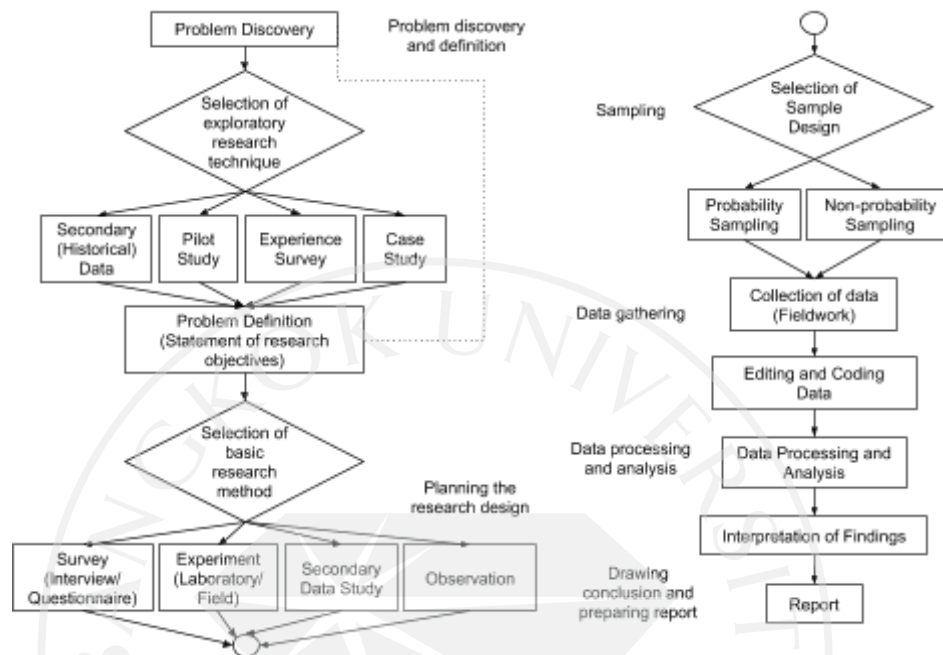 Problem Discovery
Problem discovery
and definition
Selection of
exploratory
research
technique
Secondary
(Historical)
Data
Pilot
Study
Experience
Survey
Case
Study
Problem Definition
(Statement of research
objectives)
Selection of
basic
research
method
Planning the
research design
Survey
(Interview/
Questionnaire)
Experiment
(Laboratory/
Field)
Secondary
Data Study
Observation
Sampling
Selection of
Sample
Design
Probability
Sampling
Non-probability
Sampling
Data gathering
Collection of data
(Fieldwork)
Editing and Coding
Data
Data processing
and analysis
Data Processing and
Analysis
Interpretation of Findings
Drawing
conclusion and
preparing report
Report
BANGKOK UNIVERSIT